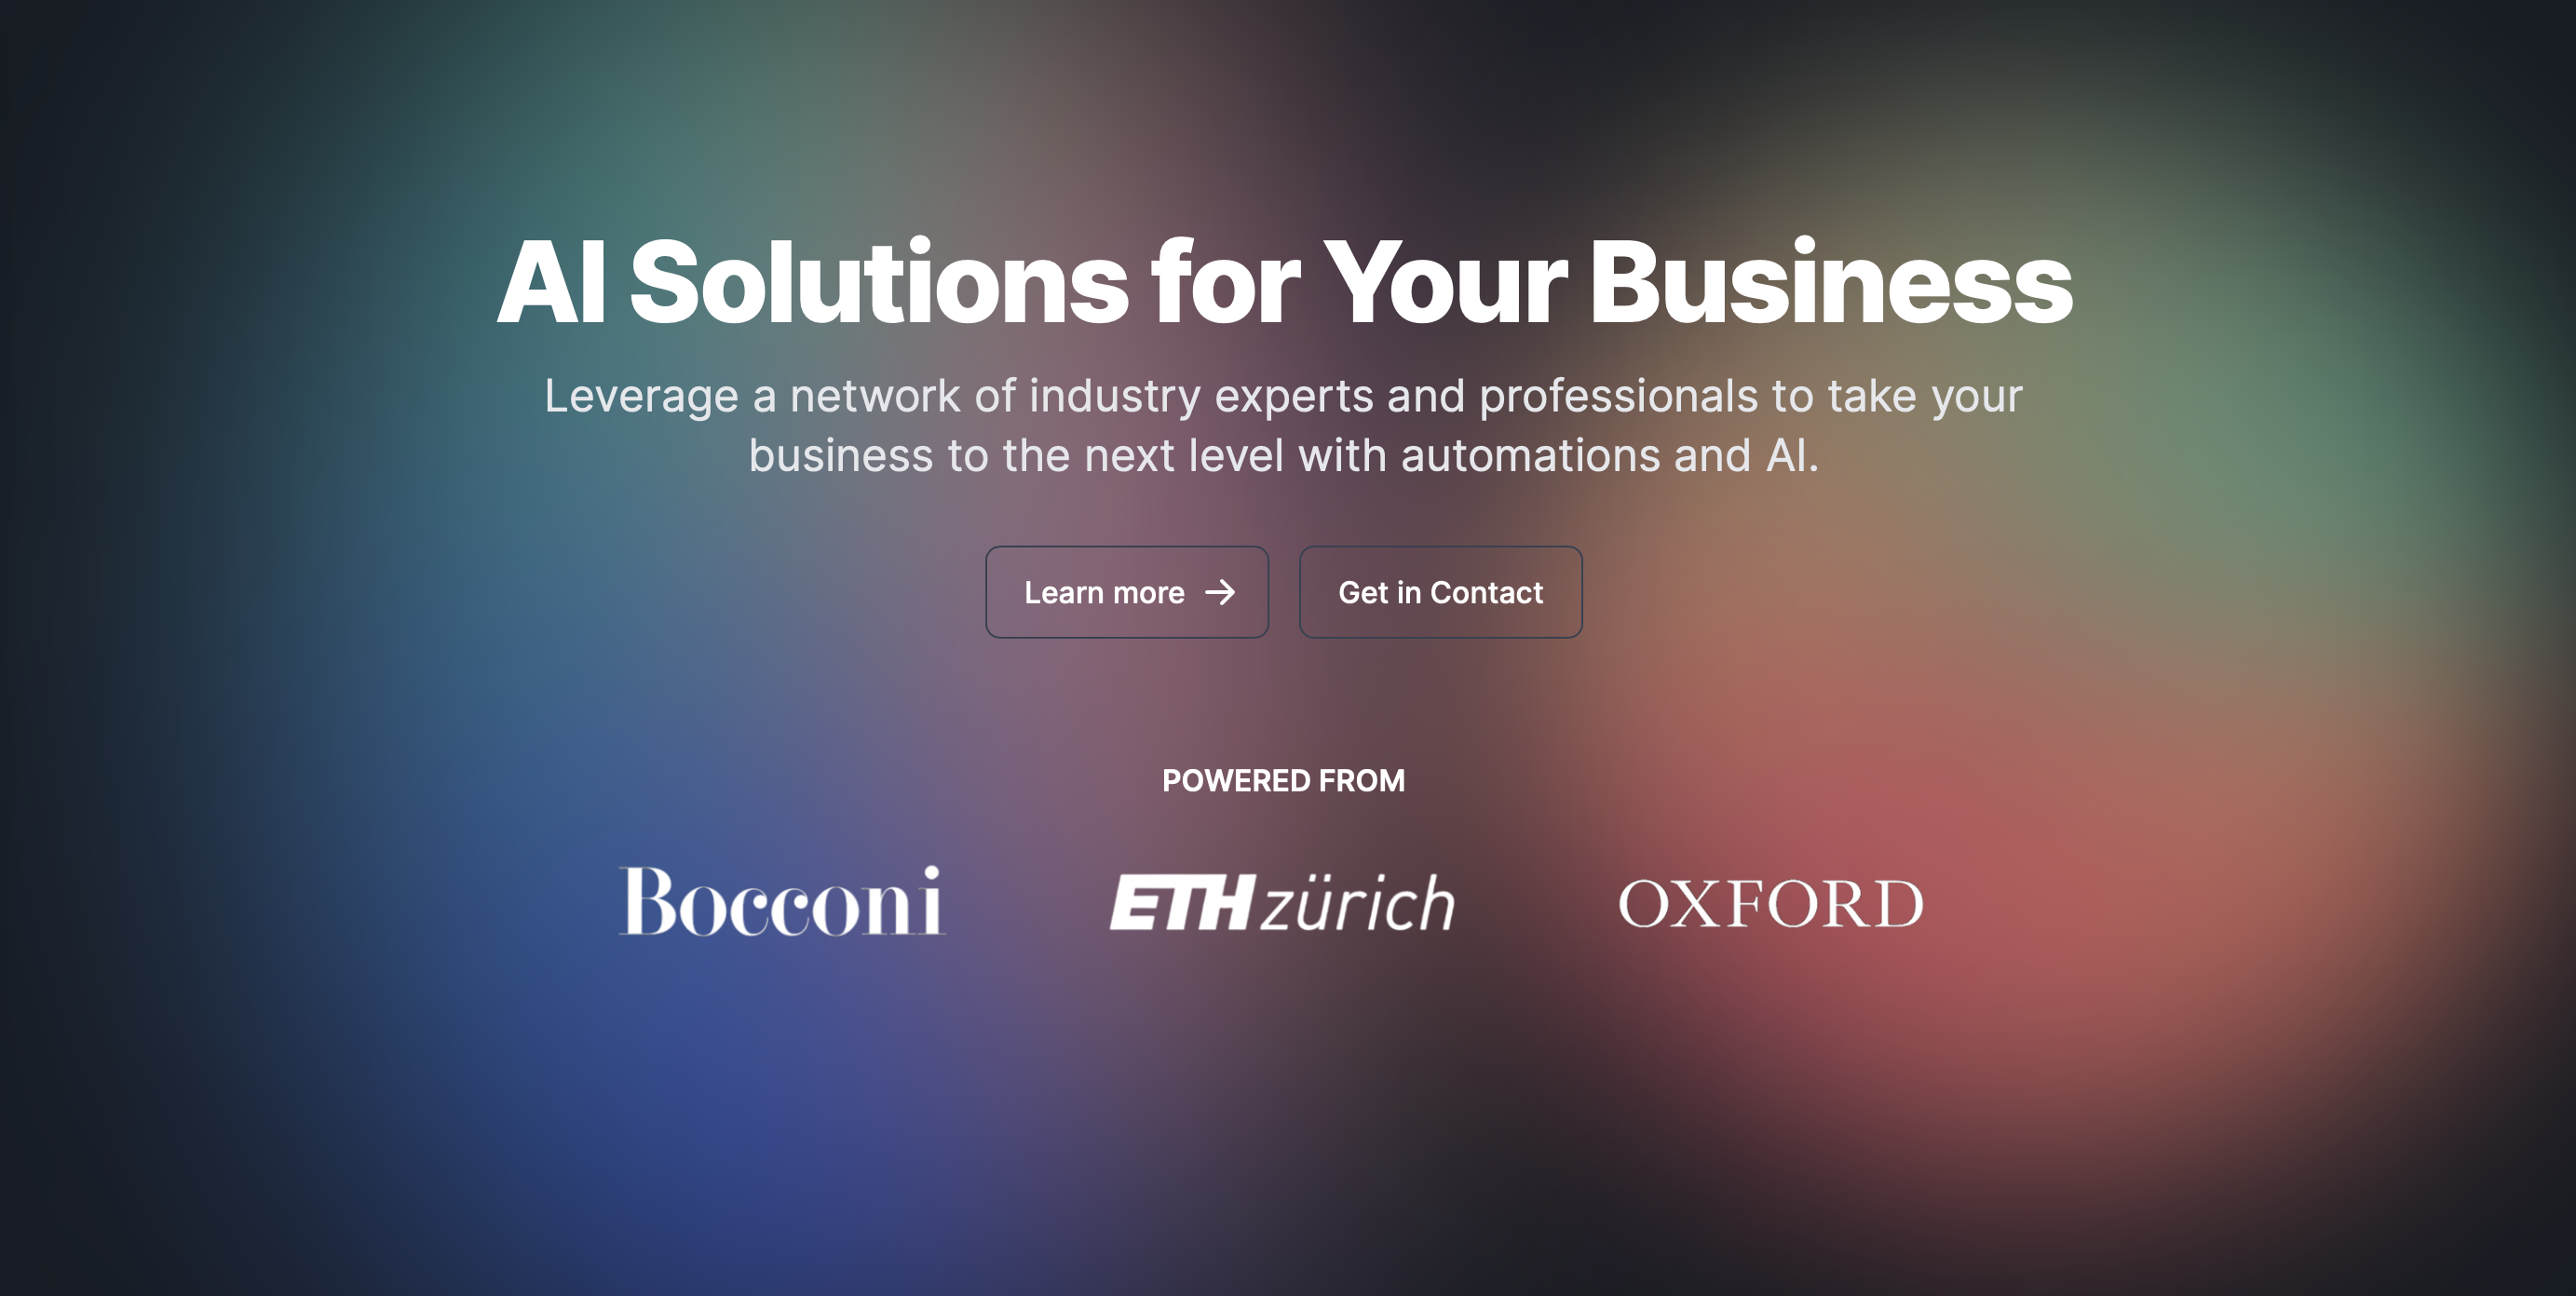 AI Solutions for Your Business
Leverage a network of industry experts and professionals to take your
business to the next level with automations and AI.
Learn more → Get in Contact
POWERED FROM
Bocconi ETH zürich OXFORD